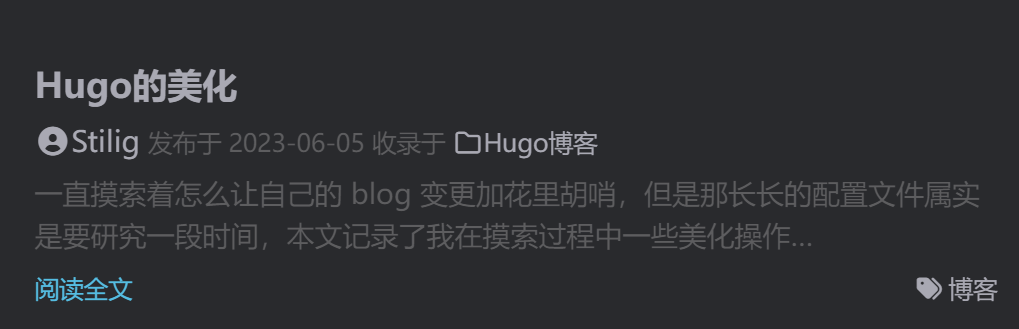 Hugo的美化
Stilig 发布于 2023-06-05 收录于 Hugo博客
一直摸索着怎么让自己的 blog 变更加花里胡哨，但是那长长的配置文件属实
是要研究一段时间，本文记录了我在摸索过程中一些美化操作...
阅读全文 博客